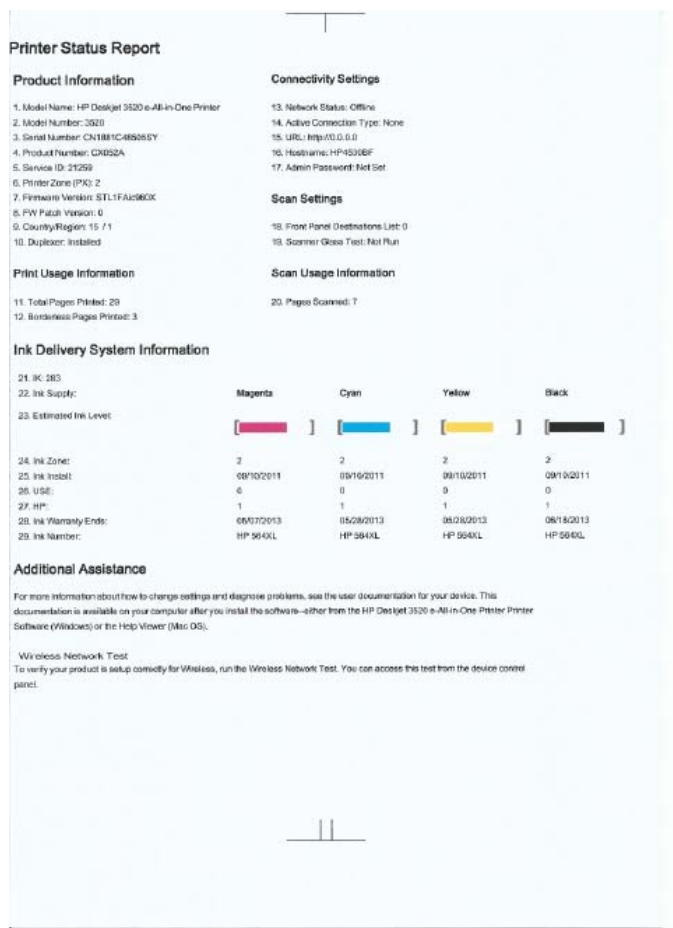 Printer Status Report
Product Information
1. Model Name: HP Deskjet 3520 e-All-in-One Printer
2. Model Number: 3520
3. Serial Number: CN1881C48505SY
4. Product Number: CX052A
5. Service ID: 21259
6. Printer Zone (PX): 2
7. Firmware Version:
8. FW Patch Version: 0
9. Country/Region: 15 / 1
10. Duplexer: Installed
Connectivity Settings
13. Network Status: Offline
14. Active Connection Type: None
15. URL: http://0.0.0.0
16. Hostname: HP4530BF
17. Admin Password: Not Set
Scan Settings
18. Front Panel Destinations List: 0
19. Scanner Glass Test: Not Run
Print Usage Information
11. Total Pages Printed: 29
12. Borderless Pages Printed: 3
Scan Usage Information
20. Pages Scanned: 7
Ink Delivery System Information
21. IK: 283
22. Ink Supply: Magenta Cyan Yellow Black
23. Estimated Ink Level:
24. Ink Zone: 2 2 2 2
25. Ink Install: 09/10/2011 09/10/2011 09/10/2011
26. USE: 0 0 0
27. HP: 1 1 1 1
28. Ink Warranty Ends: 06/07/2013 05/28/2013 05/28/2013 06/18/2013
29. Ink Number: HP 564XL HP 564XL HP 564XL HP 564XL
Additional Assistance
For more information about how to change settings and diagnose problems, see the user documentation for your device. This
documentation is available on your computer after you install the software--either from the HP Deskjet 3520 e-All-in-One Printer Printer
Software (Windows) or the Help Viewer (Mac OS).
Wireless Network Test
To verify your product is setup correctly for Wireless, run the Wireless Network Test. You can access this test from the device control
panel.